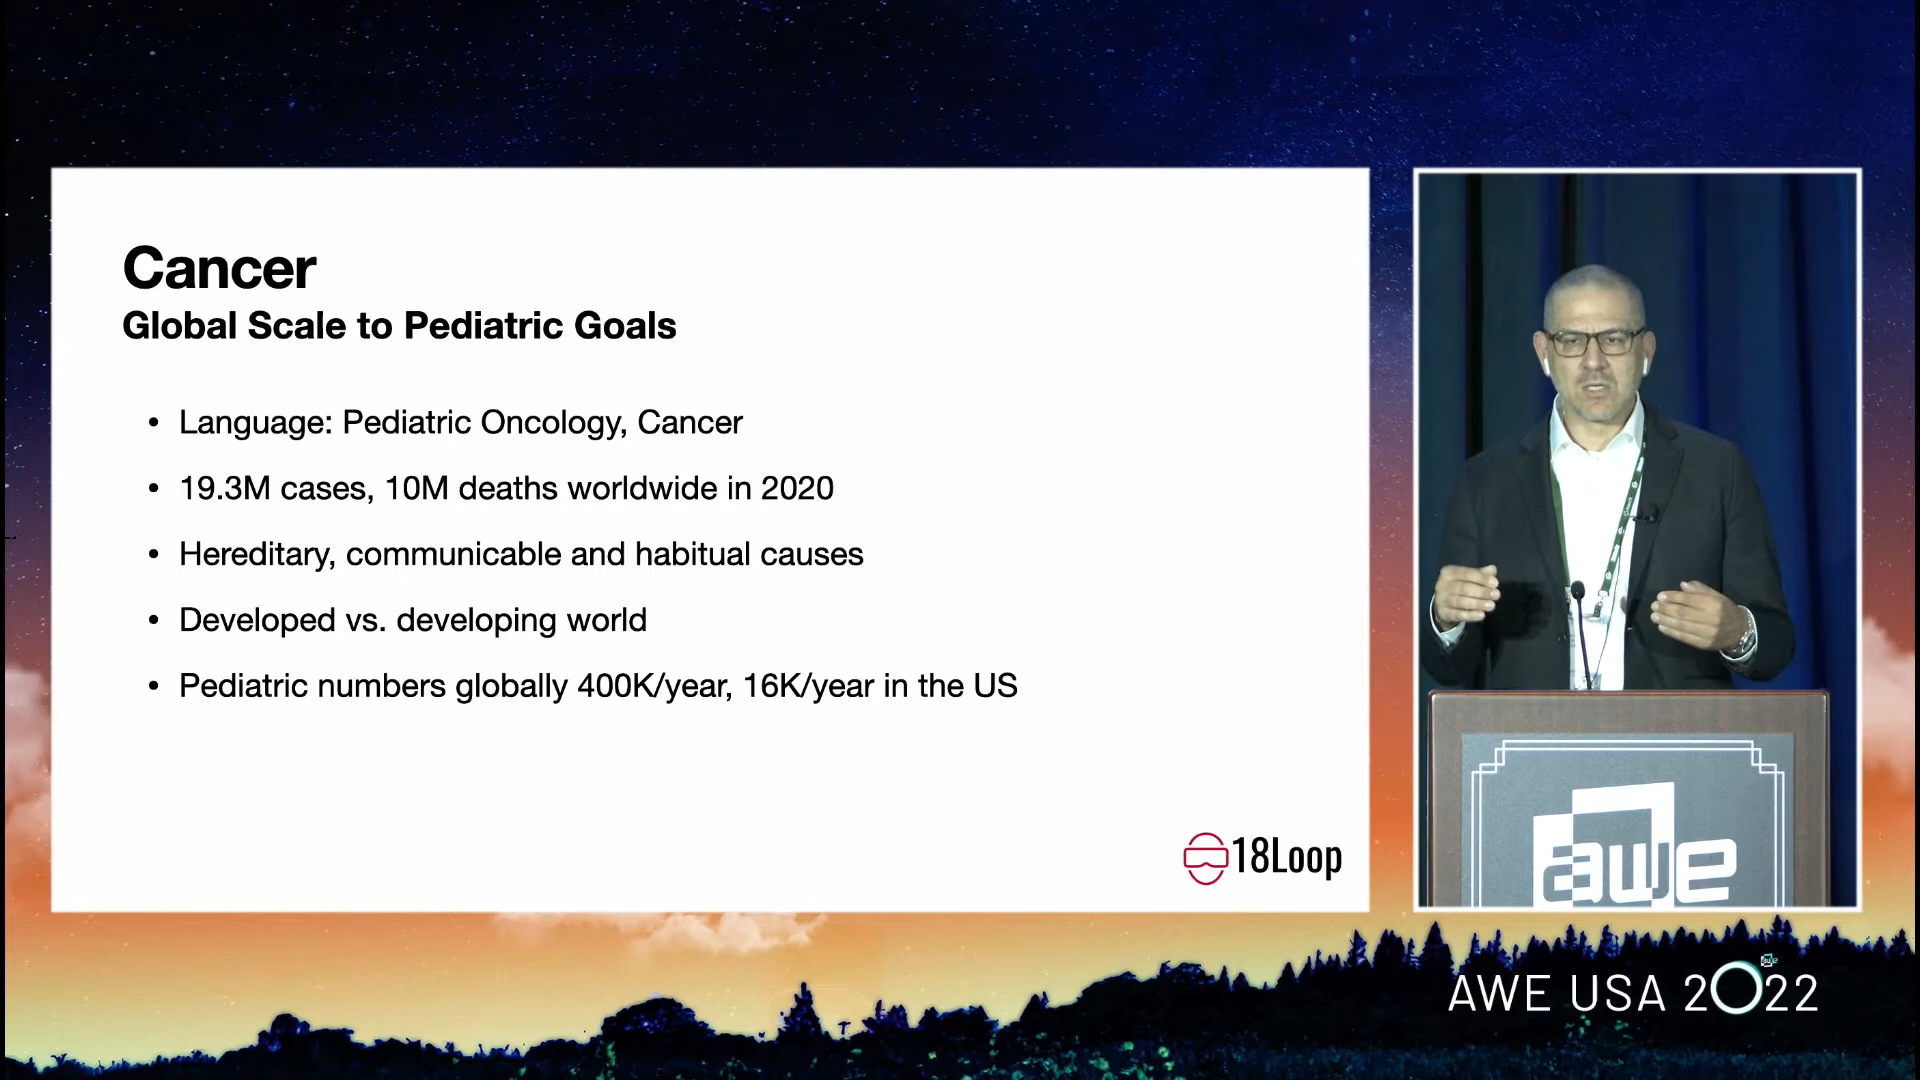 Cancer
Global Scale to Pediatric Goals
• Language: Pediatric Oncology, Cancer
• 19.3M cases, 10M deaths worldwide in 2020
• Hereditary, communicable and habitual causes
• Developed vs. developing world
• Pediatric numbers globally 400K/year, 16K/year in the US
18Loop
awe
awe
AWE USA 2022